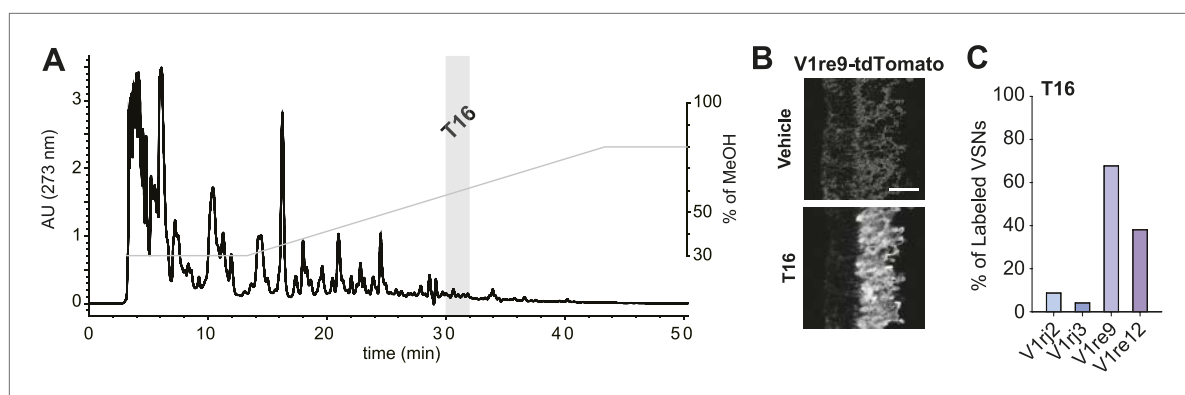 A
AU (273 nm)
3
2
1
0
0
10
20
30
40
50
time (min)
T16
100
50
30
% of MeOH
B
V1re9-tdTomato
Vehicle
T16
C
T16
% of Labeled VSNs
100
80
60
40
20
0
V1rj2
V1rj3
V1re9
V1re12